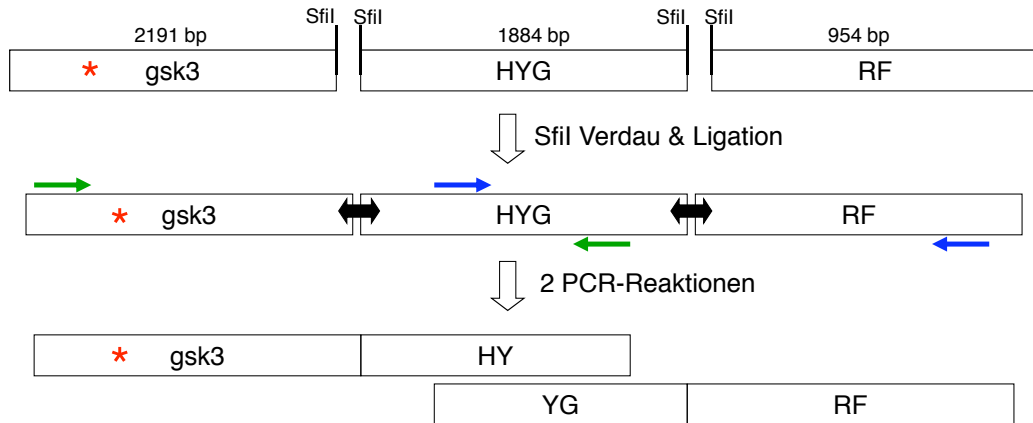 SfiI SfiI SfiI SfiI
2191 bp 1884 bp 954 bp
* gsk3 HYG RF
SfiI Verdau & Ligation
* gsk3 HYG RF
2 PCR-Reaktionen
* gsk3 HY
YG RF